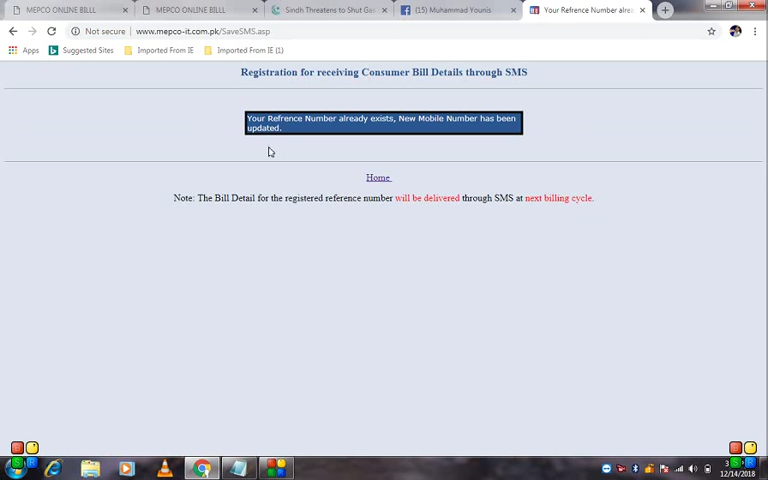 MEPCO ONLINE BILLL
MEPCO ONLINE BILLL
Sindh Threatens to Shut Ga
(15) Muhammad Younis
Your Refrence Number alre
Not secure
www.mepco-it.com.pk/SaveSMS.asp
Apps
Suggested Sites
Imported From IE
Imported From IE (1)
Registration for receiving Consumer Bill Details through SMS
Your Refrence Number already exists, New Mobile Number has been
updated.
Home
Note: The Bill Detail for the registered reference number will be delivered through SMS at next billing cycle.
S
R
S
R
12/14/2018